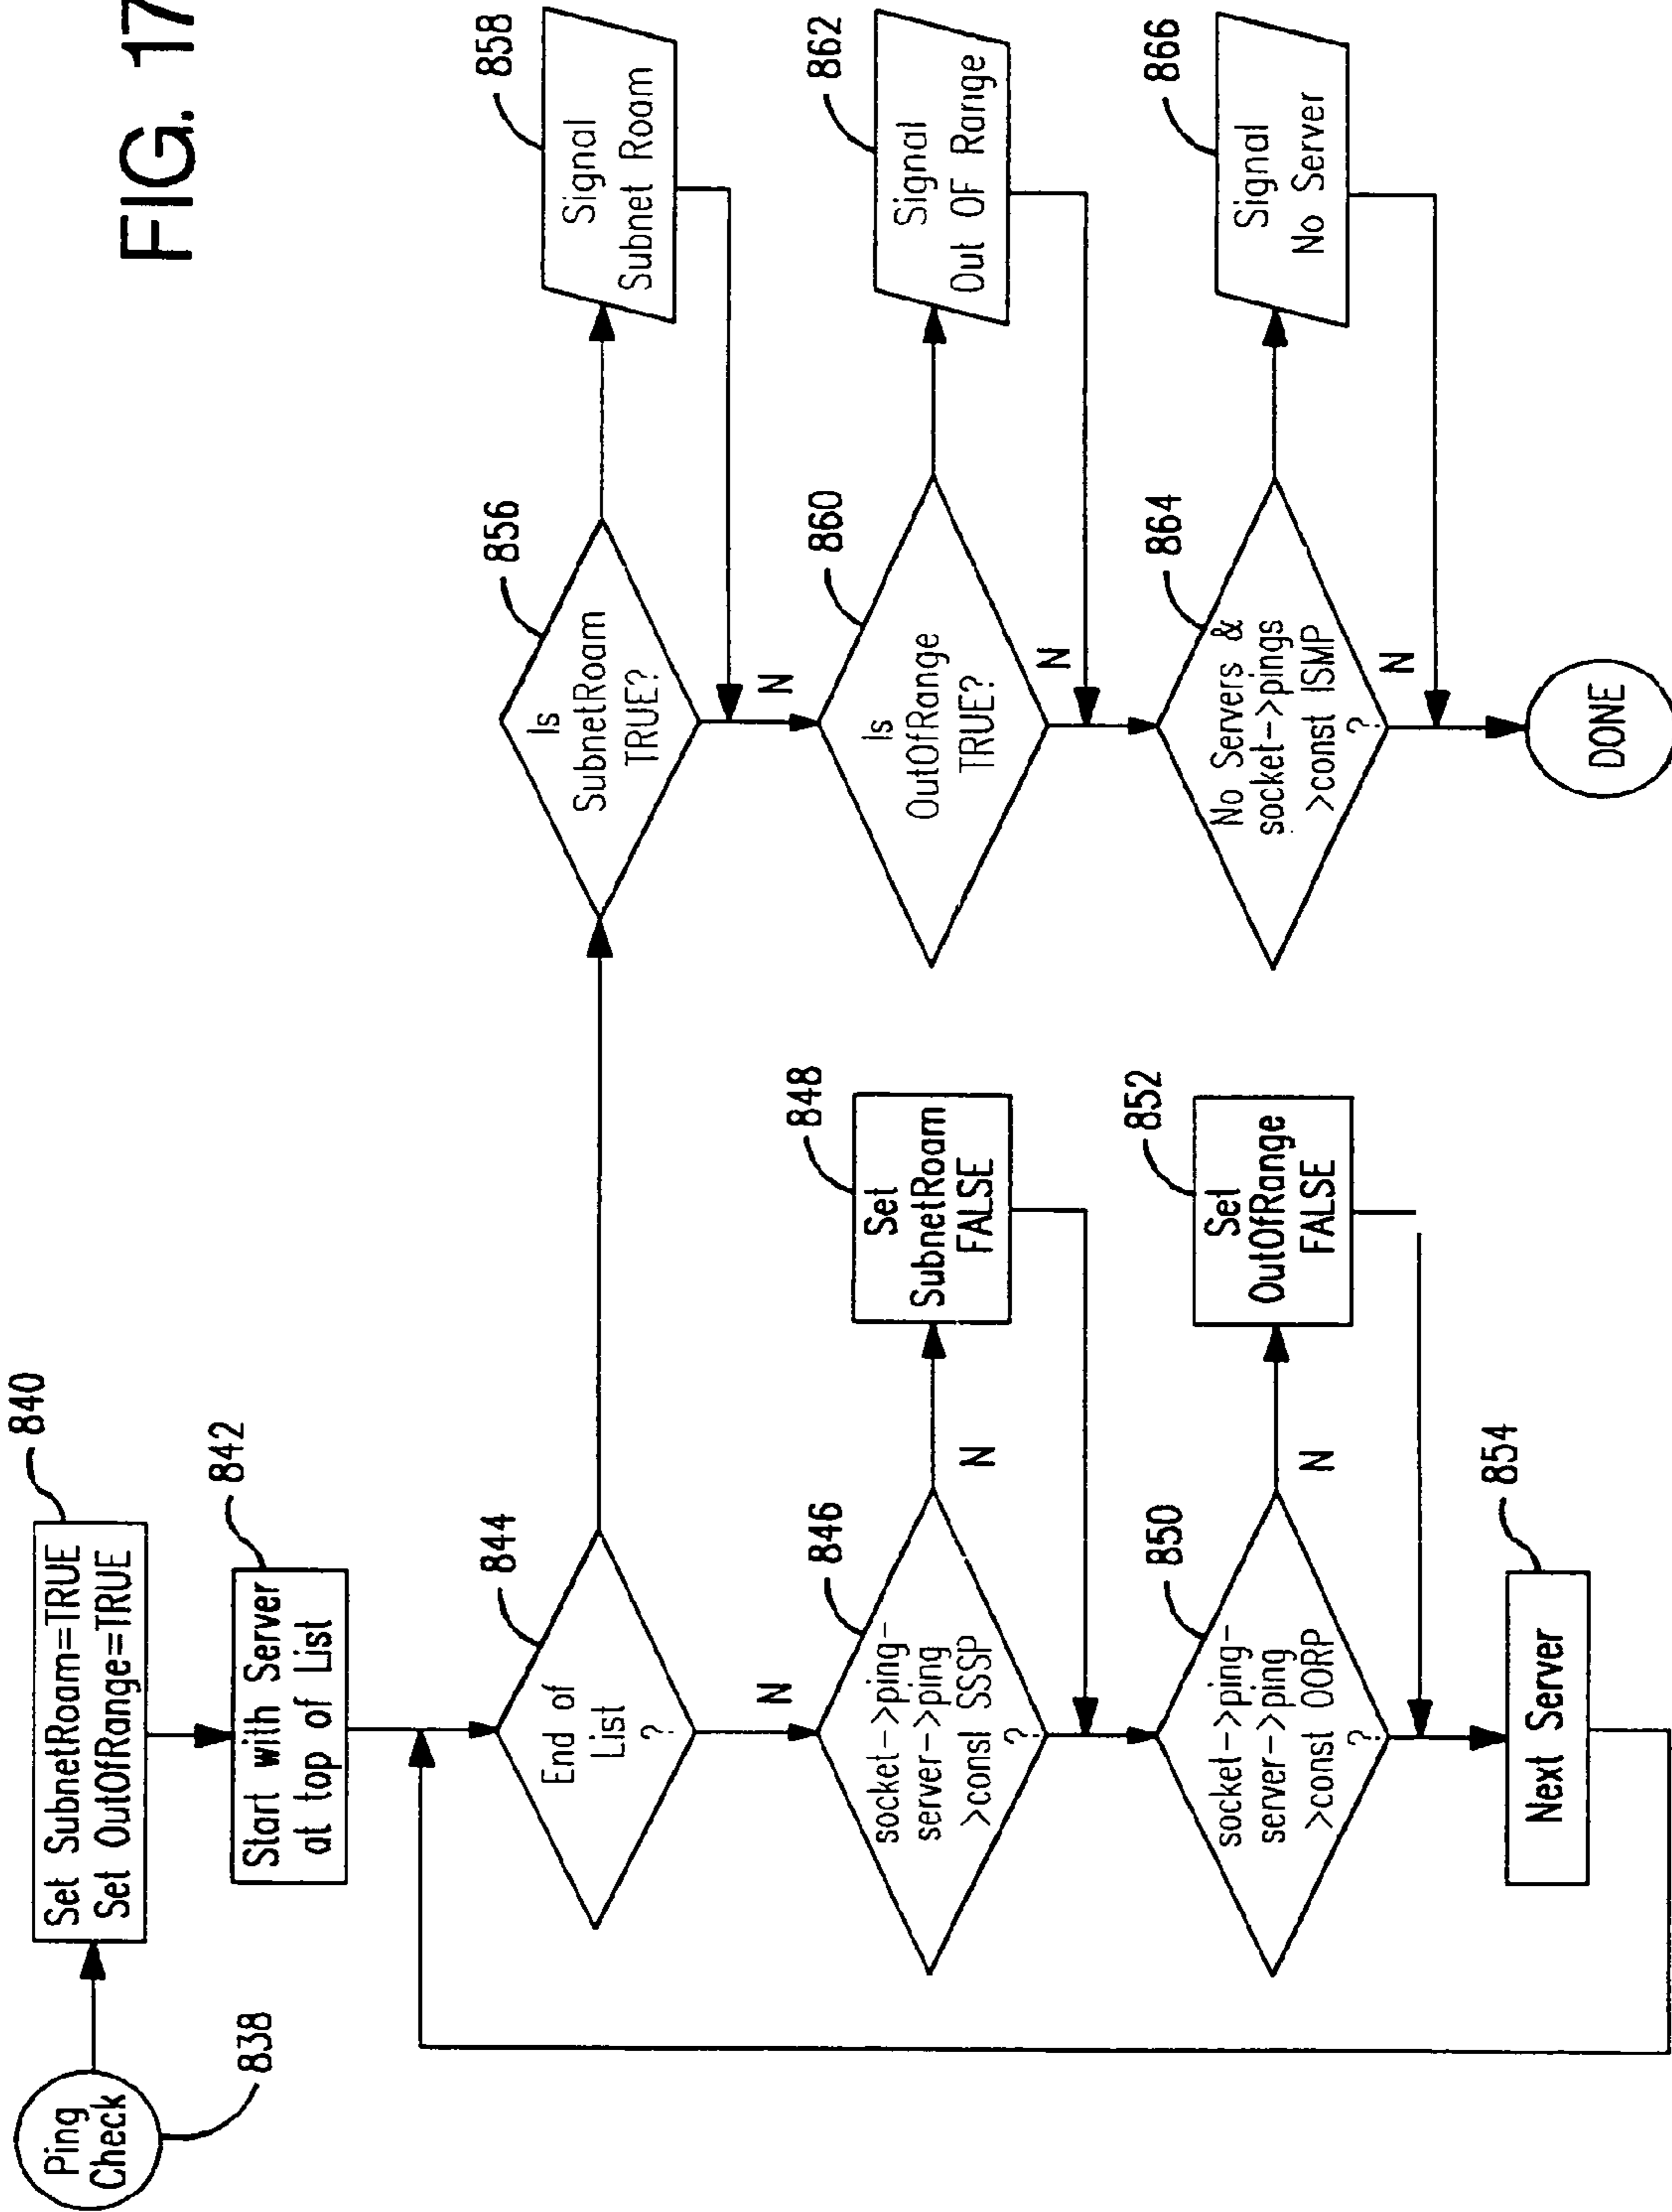 FIG. 17
Ping
Check
838
Set SubnetRoam=TRUE
Set OutOfRange=TRUE
840
Start with Server
at top of List
842
End of
List
?
844
N
socket->ping-
server->ping
>const SSSP
?
846
N
Set
SubnetRoam
FALSE
848
socket->ping-
server->ping
>const OORP
?
850
N
Set
OutOfRange
FALSE
852
Next Server
854
Is
SubnetRoam
TRUE?
856
N
Signal
Subnet Roam
858
Is
OutOfRange
TRUE?
860
N
Signal
Out OF Range
862
No Servers &
socket->pings
>const ISMP
?
864
N
Signal
No Server
866
DONE